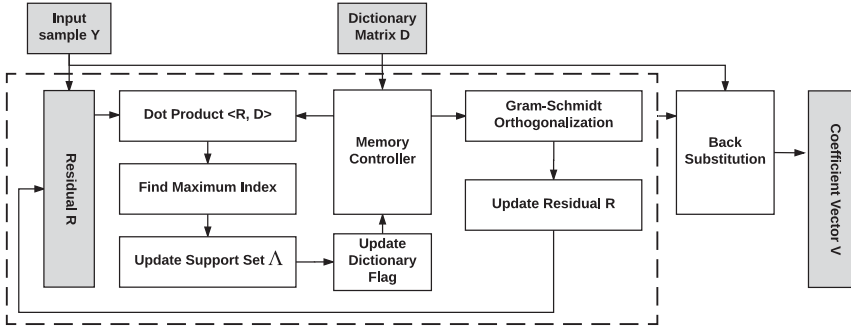 Input
sample Y
Dictionary
Matrix D
Residual R
Dot Product <R, D>
Find Maximum Index
Update Support Set Λ
Memory
Controller
Update
Dictionary
Flag
Gram-Schmidt
Orthogonalization
Update Residual R
Back
Substitution
Coefficient Vector V